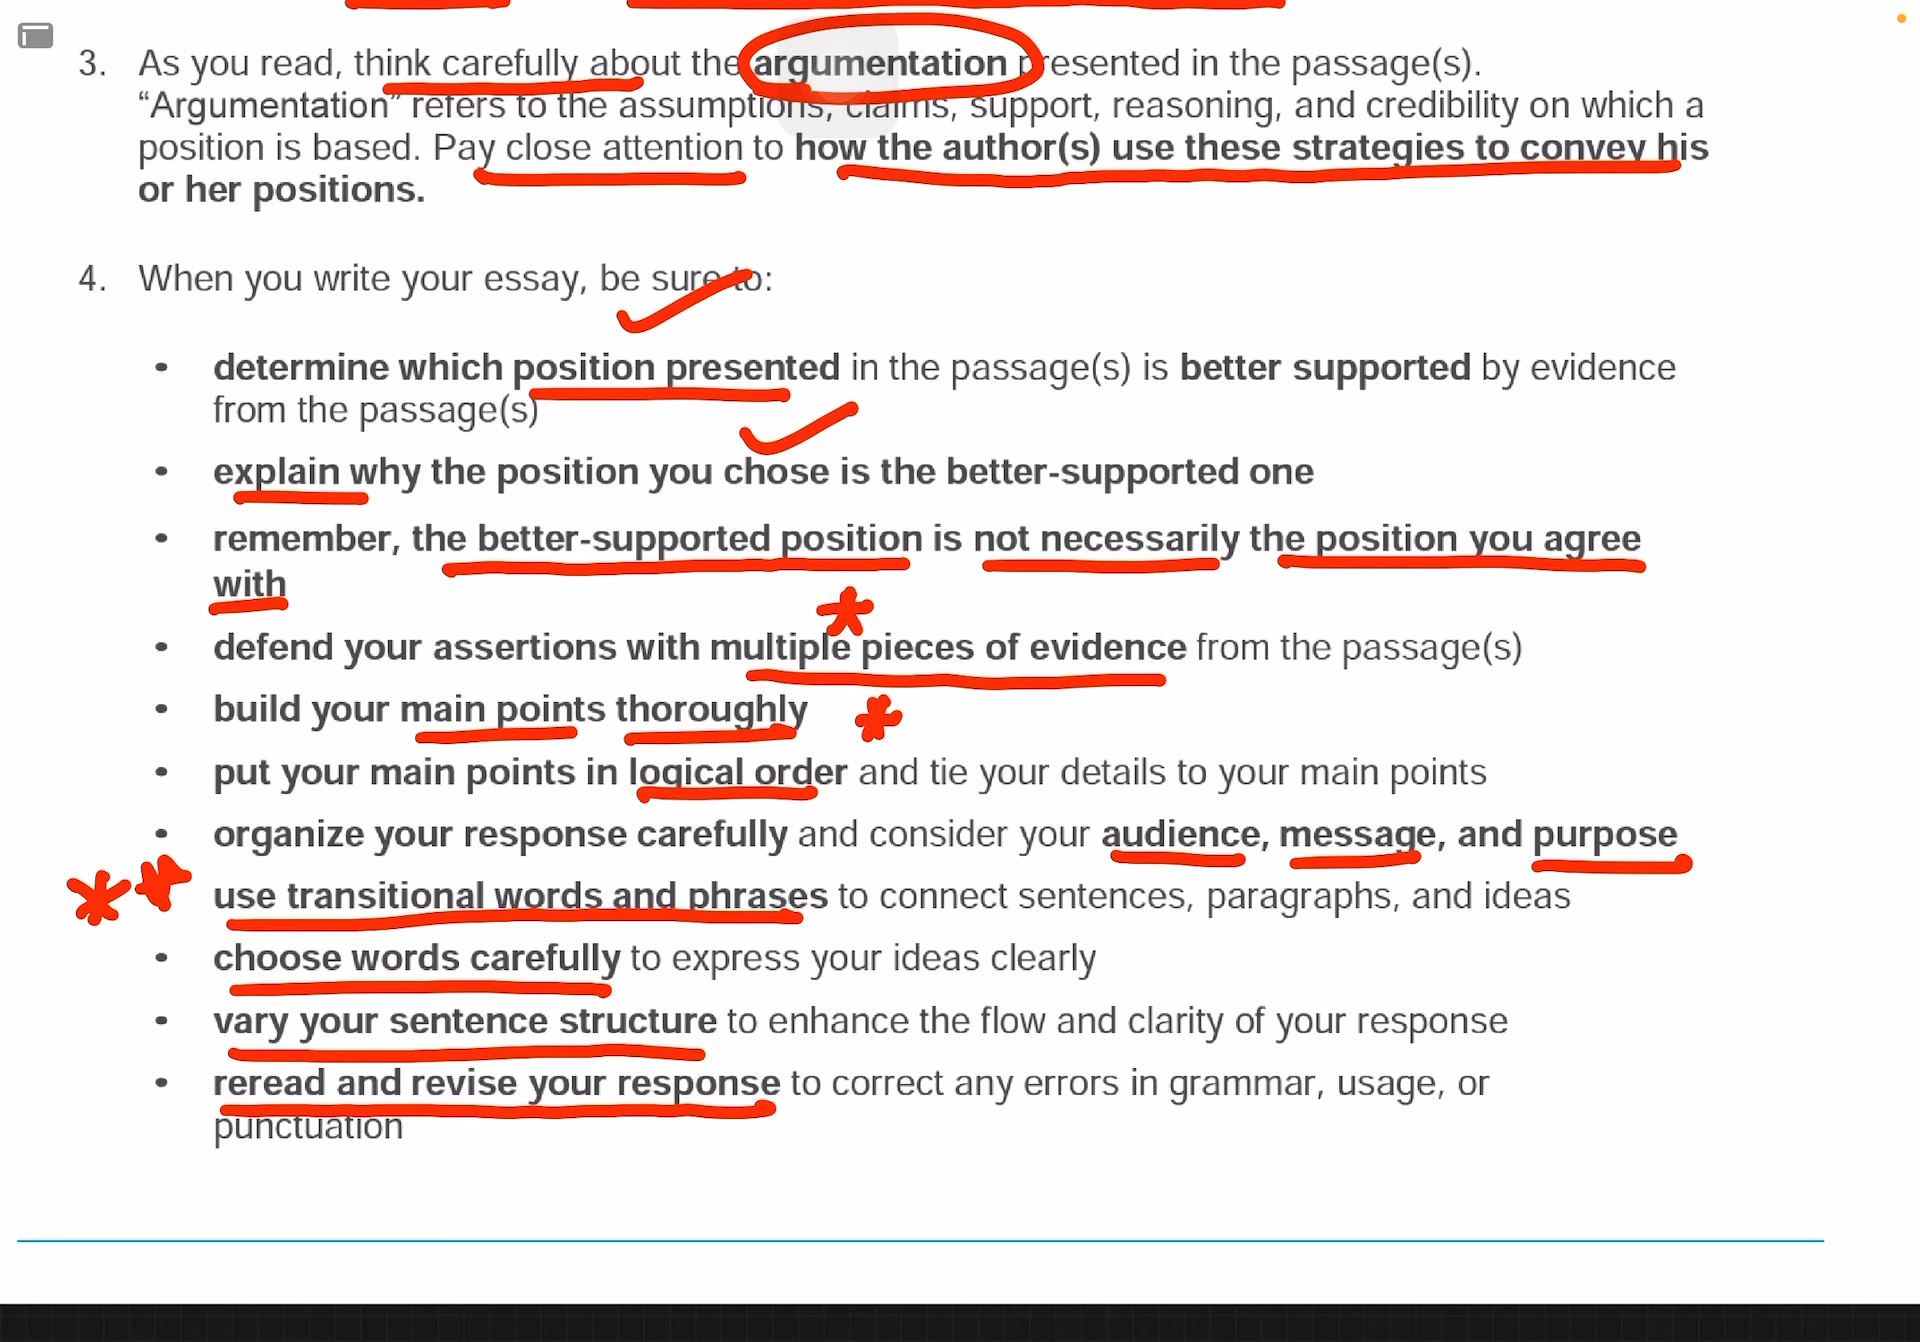 3. As you read, think carefully about the argumentation presented in the passage(s).
“Argumentation” refers to the assumptions, claims, support, reasoning, and credibility on which a
position is based. Pay close attention to how the author(s) use these strategies to convey his
or her positions.
4. When you write your essay, be sure to:
• determine which position presented in the passage(s) is better supported by evidence
from the passage(s)
• explain why the position you chose is the better-supported one
• remember, the better-supported position is not necessarily the position you agree
with
• defend your assertions with multiple pieces of evidence from the passage(s)
• build your main points thoroughly
• put your main points in logical order and tie your details to your main points
• organize your response carefully and consider your audience, message, and purpose
use transitional words and phrases to connect sentences, paragraphs, and ideas
• choose words carefully to express your ideas clearly
• vary your sentence structure to enhance the flow and clarity of your response
• reread and revise your response to correct any errors in grammar, usage, or
punctuation